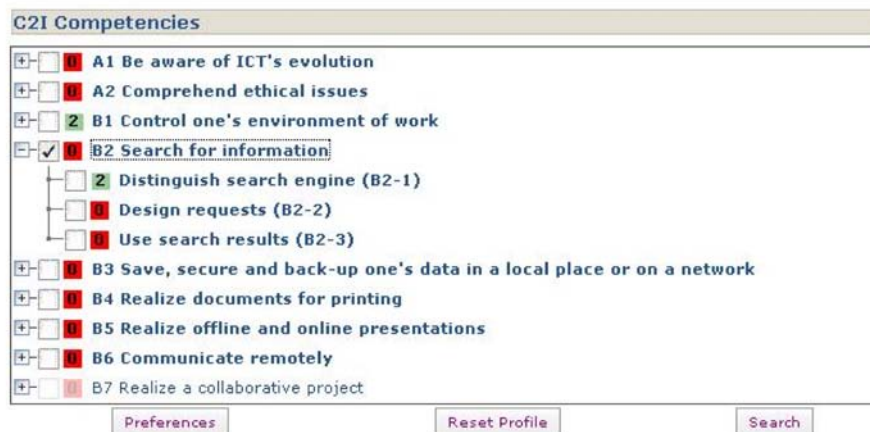 C2I Competencies
0 A1 Be aware of ICT's evolution
0 A2 Comprehend ethical issues
2 B1 Control one's environment of work
0 B2 Search for information
2 Distinguish search engine (B2-1)
0 Design requests (B2-2)
0 Use search results (B2-3)
0 B3 Save, secure and back-up one's data in a local place or on a network
0 B4 Realize documents for printing
0 B5 Realize offline and online presentations
0 B6 Communicate remotely
0 B7 Realize a collaborative project
Preferences Reset Profile Search